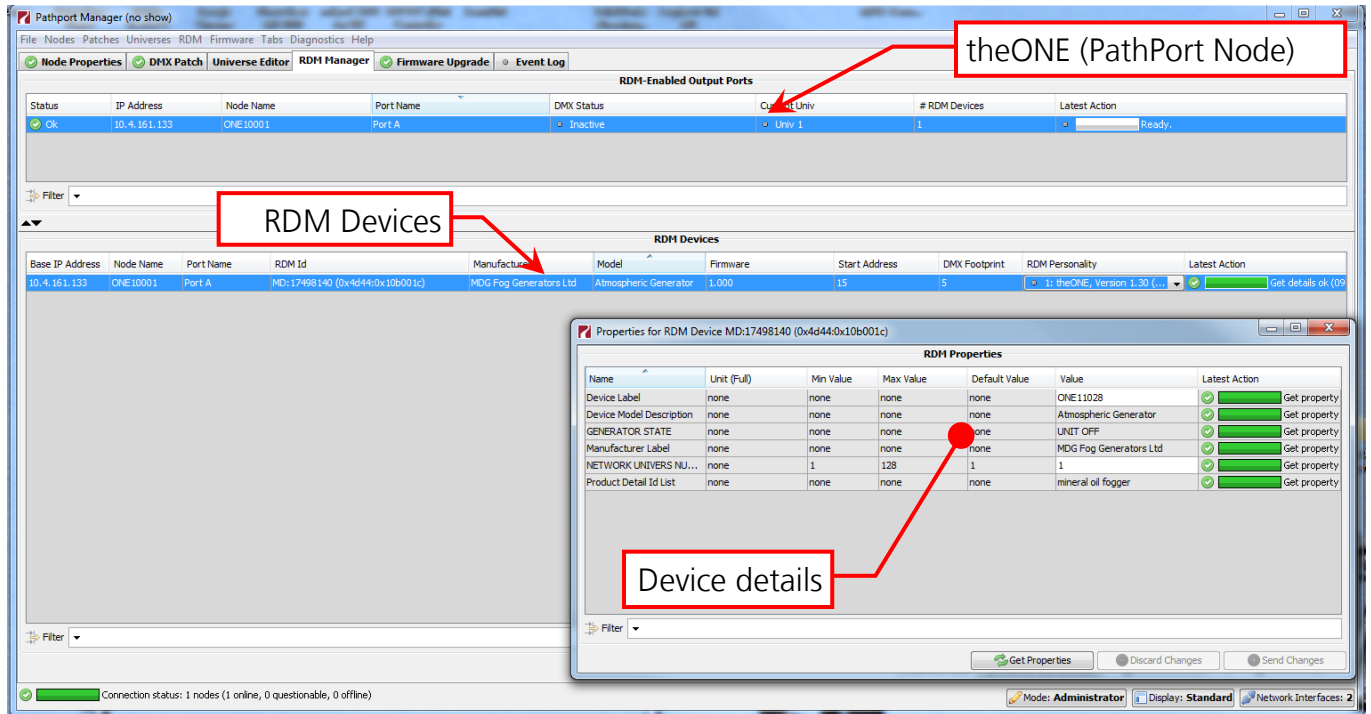 Pathport Manager (no show)
File Nodes Patches Universes RDM Firmware Tabs Diagnostics Help
theONE (PathPort Node)
Node Properties DMX Patch Universe Editor RDM Manager Firmware Upgrade Event Log
RDM-Enabled Output Ports
Status IP Address Node Name Port Name DMX Status Univ # RDM Devices Latest Action
Ok 10.4.161.133 ONE10001 Port A Inactive Univ 1 1 Ready.
Filter
RDM Devices
RDM Devices
Base IP Address Node Name Port Name RDM Id Manufacture Model Firmware Start Address DMX Footprint RDM Personality Latest Action
10.4.161.133 ONE10001 Port A MD:17498140 (0x4d44:0x10b001c) MDG Fog Generators Ltd Atmospheric Generator 1.000 15 5 1: theONE, Version 1.30 (... Get details ok (09
Properties for RDM Device MD:17498140 (0x4d44:0x10b001c)
RDM Properties
Name Unit (Full) Min Value Max Value Default Value Value Latest Action
Device Label none none none none ONE11028 Get property
Device Model Description none none none none Atmospheric Generator Get property
GENERATOR STATE none none none none UNIT OFF Get property
Manufacturer Label none none none none MDG Fog Generators Ltd Get property
NETWORK UNIVERS NU... none 1 128 1 1 Get property
Product Detail Id List none none none none mineral oil fogger Get property
Device details
Filter
Filter
Get Properties Discard Changes Send Changes
Connection status: 1 nodes (1 online, 0 questionable, 0 offline) Mode: Administrator Display: Standard Network Interfaces: 2